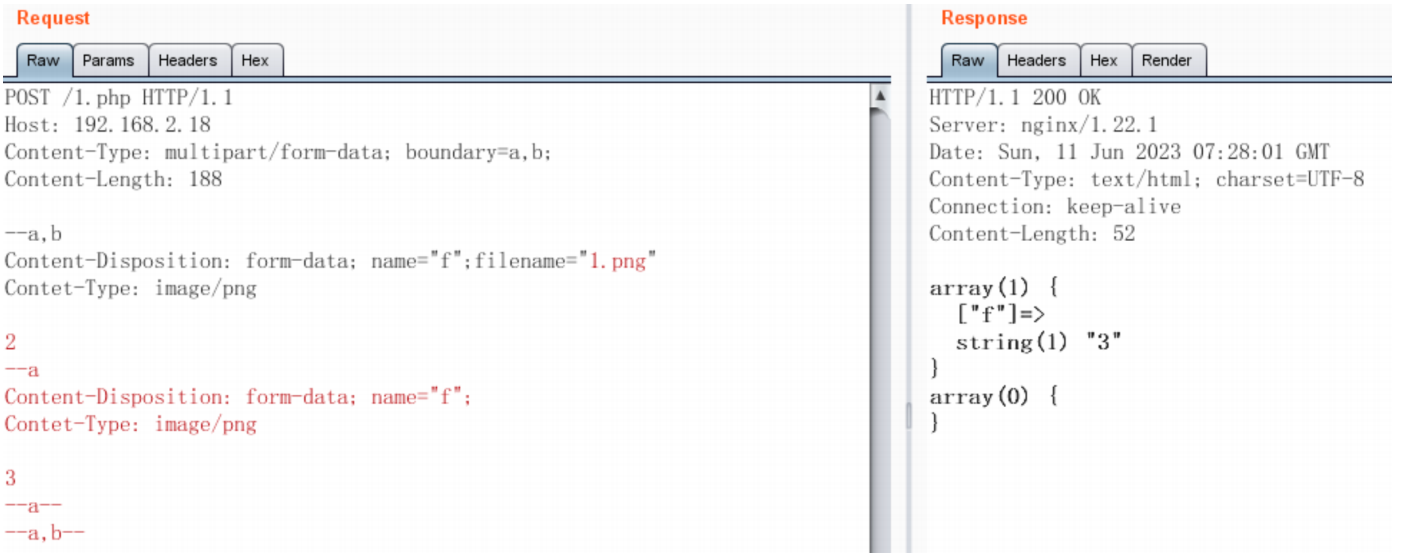 Request
Raw Params Headers Hex
POST /1.php HTTP/1.1
Host: 192.168.2.18
Content-Type: multipart/form-data; boundary=a,b;
Content-Length: 188
--a,b
Content-Disposition: form-data; name="f";filename="1.png"
Contet-Type: image/png
2
--a
Content-Disposition: form-data; name="f";
Contet-Type: image/png
3
--a--
--a,b--
Response
Raw Headers Hex Render
HTTP/1.1 200 OK
Server: nginx/1.22.1
Date: Sun, 11 Jun 2023 07:28:01 GMT
Content-Type: text/html; charset=UTF-8
Connection: keep-alive
Content-Length: 52
array(1) {
["f"]=>
string(1) "3"
}
array(0) {
}